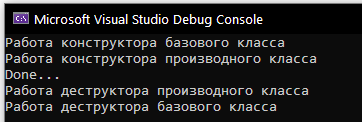 Microsoft Visual Studio Debug Console
Работа конструктора базового класса
Работа конструктора производного класса
Done...
Работа деструктора производного класса
Работа деструктора базового класса